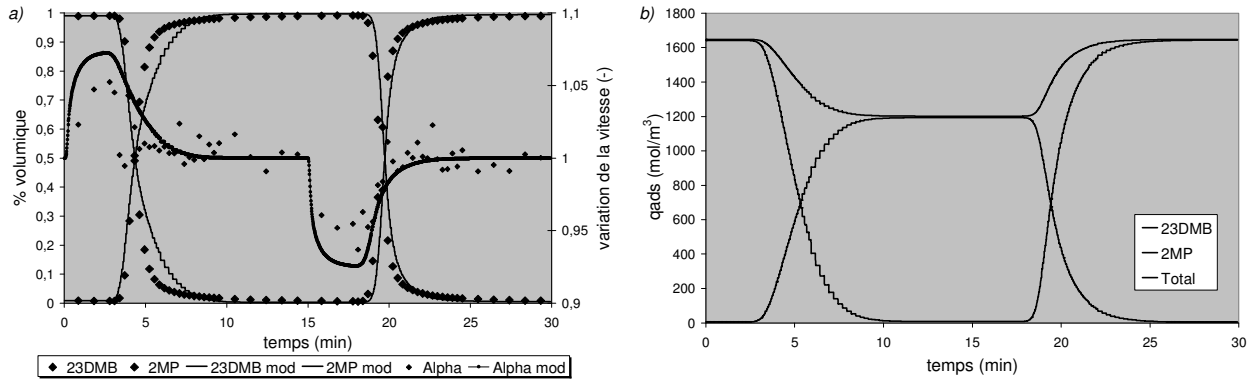 a)
1
0,9
0,8
0,7
0,6
0,5
0,4
0,3
0,2
0,1
0
% volumique
1,1
1,05
1
0,95
0,9
variation de la vitesse (-)
0 5 10 15 20 25 30
temps (min)
23DMB 2MP 23DMB mod 2MP mod Alpha Alpha mod
b)
1800
1600
1400
1200
1000
800
600
400
200
0
qads (mol/m³)
23DMB
2MP
Total
0 5 10 15 20 25 30
temps (min)